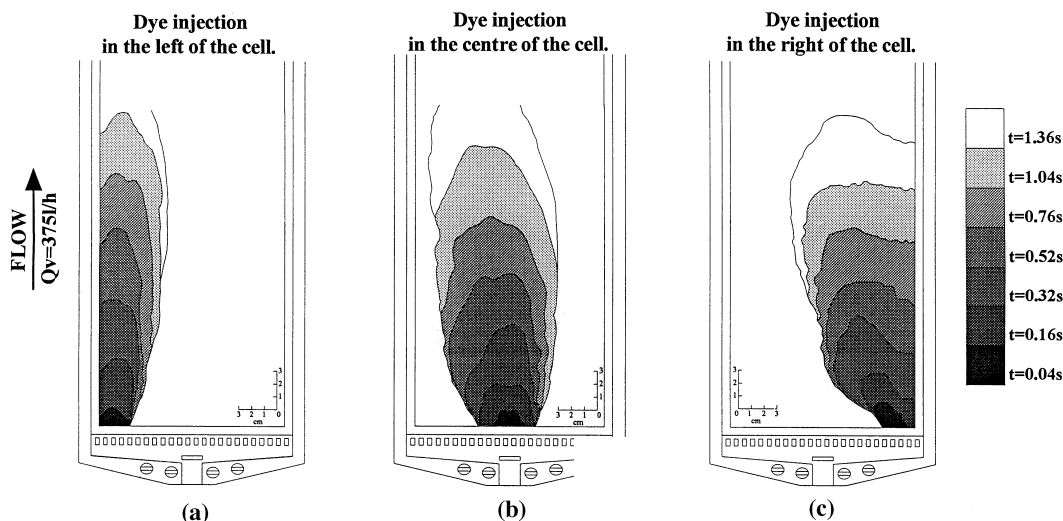 Dye injection
in the left of the cell.
Dye injection
in the centre of the cell.
Dye injection
in the right of the cell.
FLOW
Qv=375l/h
t=1.36s
t=1.04s
t=0.76s
t=0.52s
t=0.32s
t=0.16s
t=0.04s
3
2
1
3 2 1 0
cm
3
2
1
3 2 1 0
cm
3
2
1
0 1 2 3
cm
(a)
(b)
(c)